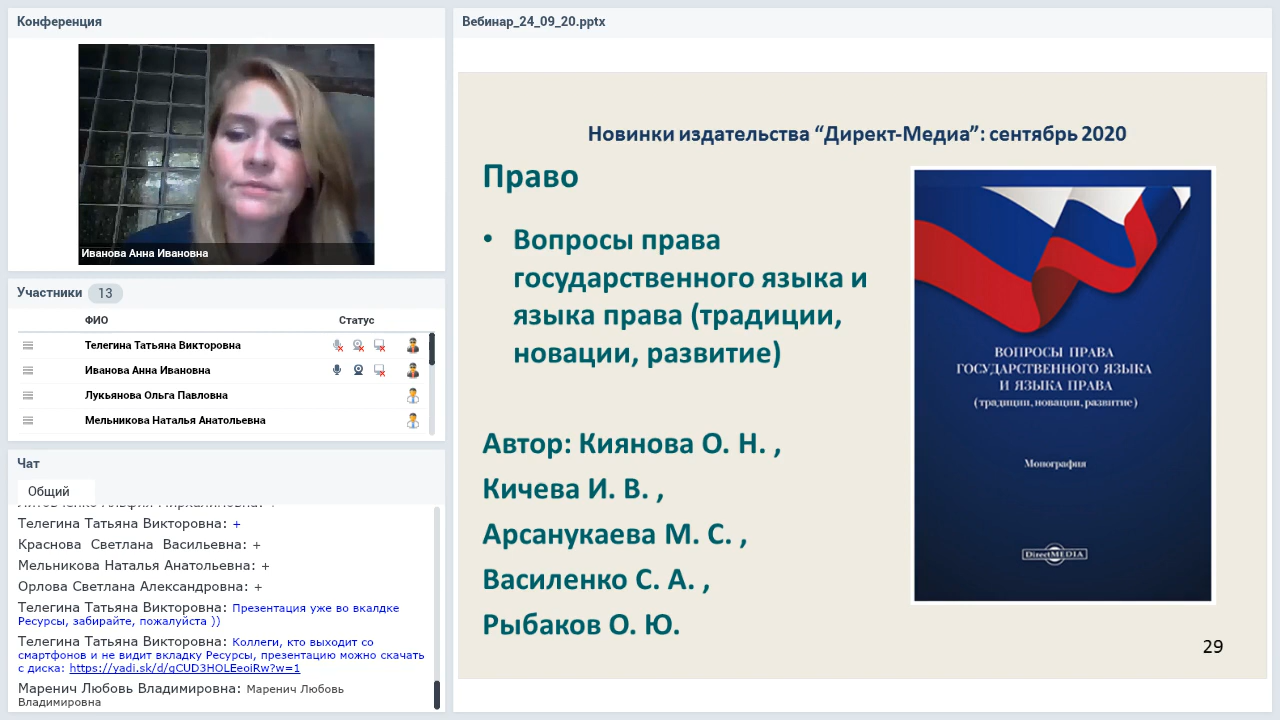 Конференция
Иванова Анна Ивановна
Участники 13
ФИО Статус
Телегина Татьяна Викторовна
Иванова Анна Ивановна
Лукьянова Ольга Павловна
Мельникова Наталья Анатольевна
Чат
Общий
Телегина Татьяна Викторовна: +
Краснова Светлана Васильевна: +
Мельникова Наталья Анатольевна: +
Орлова Светлана Александровна: +
Телегина Татьяна Викторовна: Презентация уже во вкалдке
Ресурсы, забирайте, пожалуйста ))
Телегина Татьяна Викторовна: Коллеги, кто выходит со
смартфонов и не видит вкладку Ресурсы, презентацию можно скачать
с диска: https://yadi.sk/d/gCUD3HOLEeoiRw?w=1
Маренич Любовь Владимировна: Маренич Любовь
Владимировна
Вебинар_24_09_20.pptx
Новинки издательства “Директ-Медиа”: сентябрь 2020
Право
• Вопросы права
государственного языка и
языка права (традиции,
новации, развитие)
Автор: Киянова О. Н. ,
Кичева И. В. ,
Арсанукаева М. С. ,
Василенко С. А. ,
Рыбаков О. Ю.
ВОПРОСЫ ПРАВА
ГОСУДАРСТВЕННОГО ЯЗЫКА
И ЯЗЫКА ПРАВА
(традиции, новации, развитие)
Монография
DirectMEDIA
29